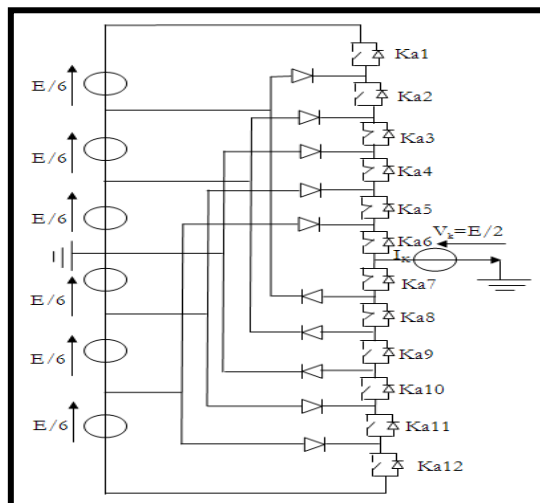 E/6
E/6
E/6
E/6
E/6
E/6
Ka1
Ka2
Ka3
Ka4
Ka5
Ka6
Vk=E/2
Ik
Ka7
Ka8
Ka9
Ka10
Ka11
Ka12